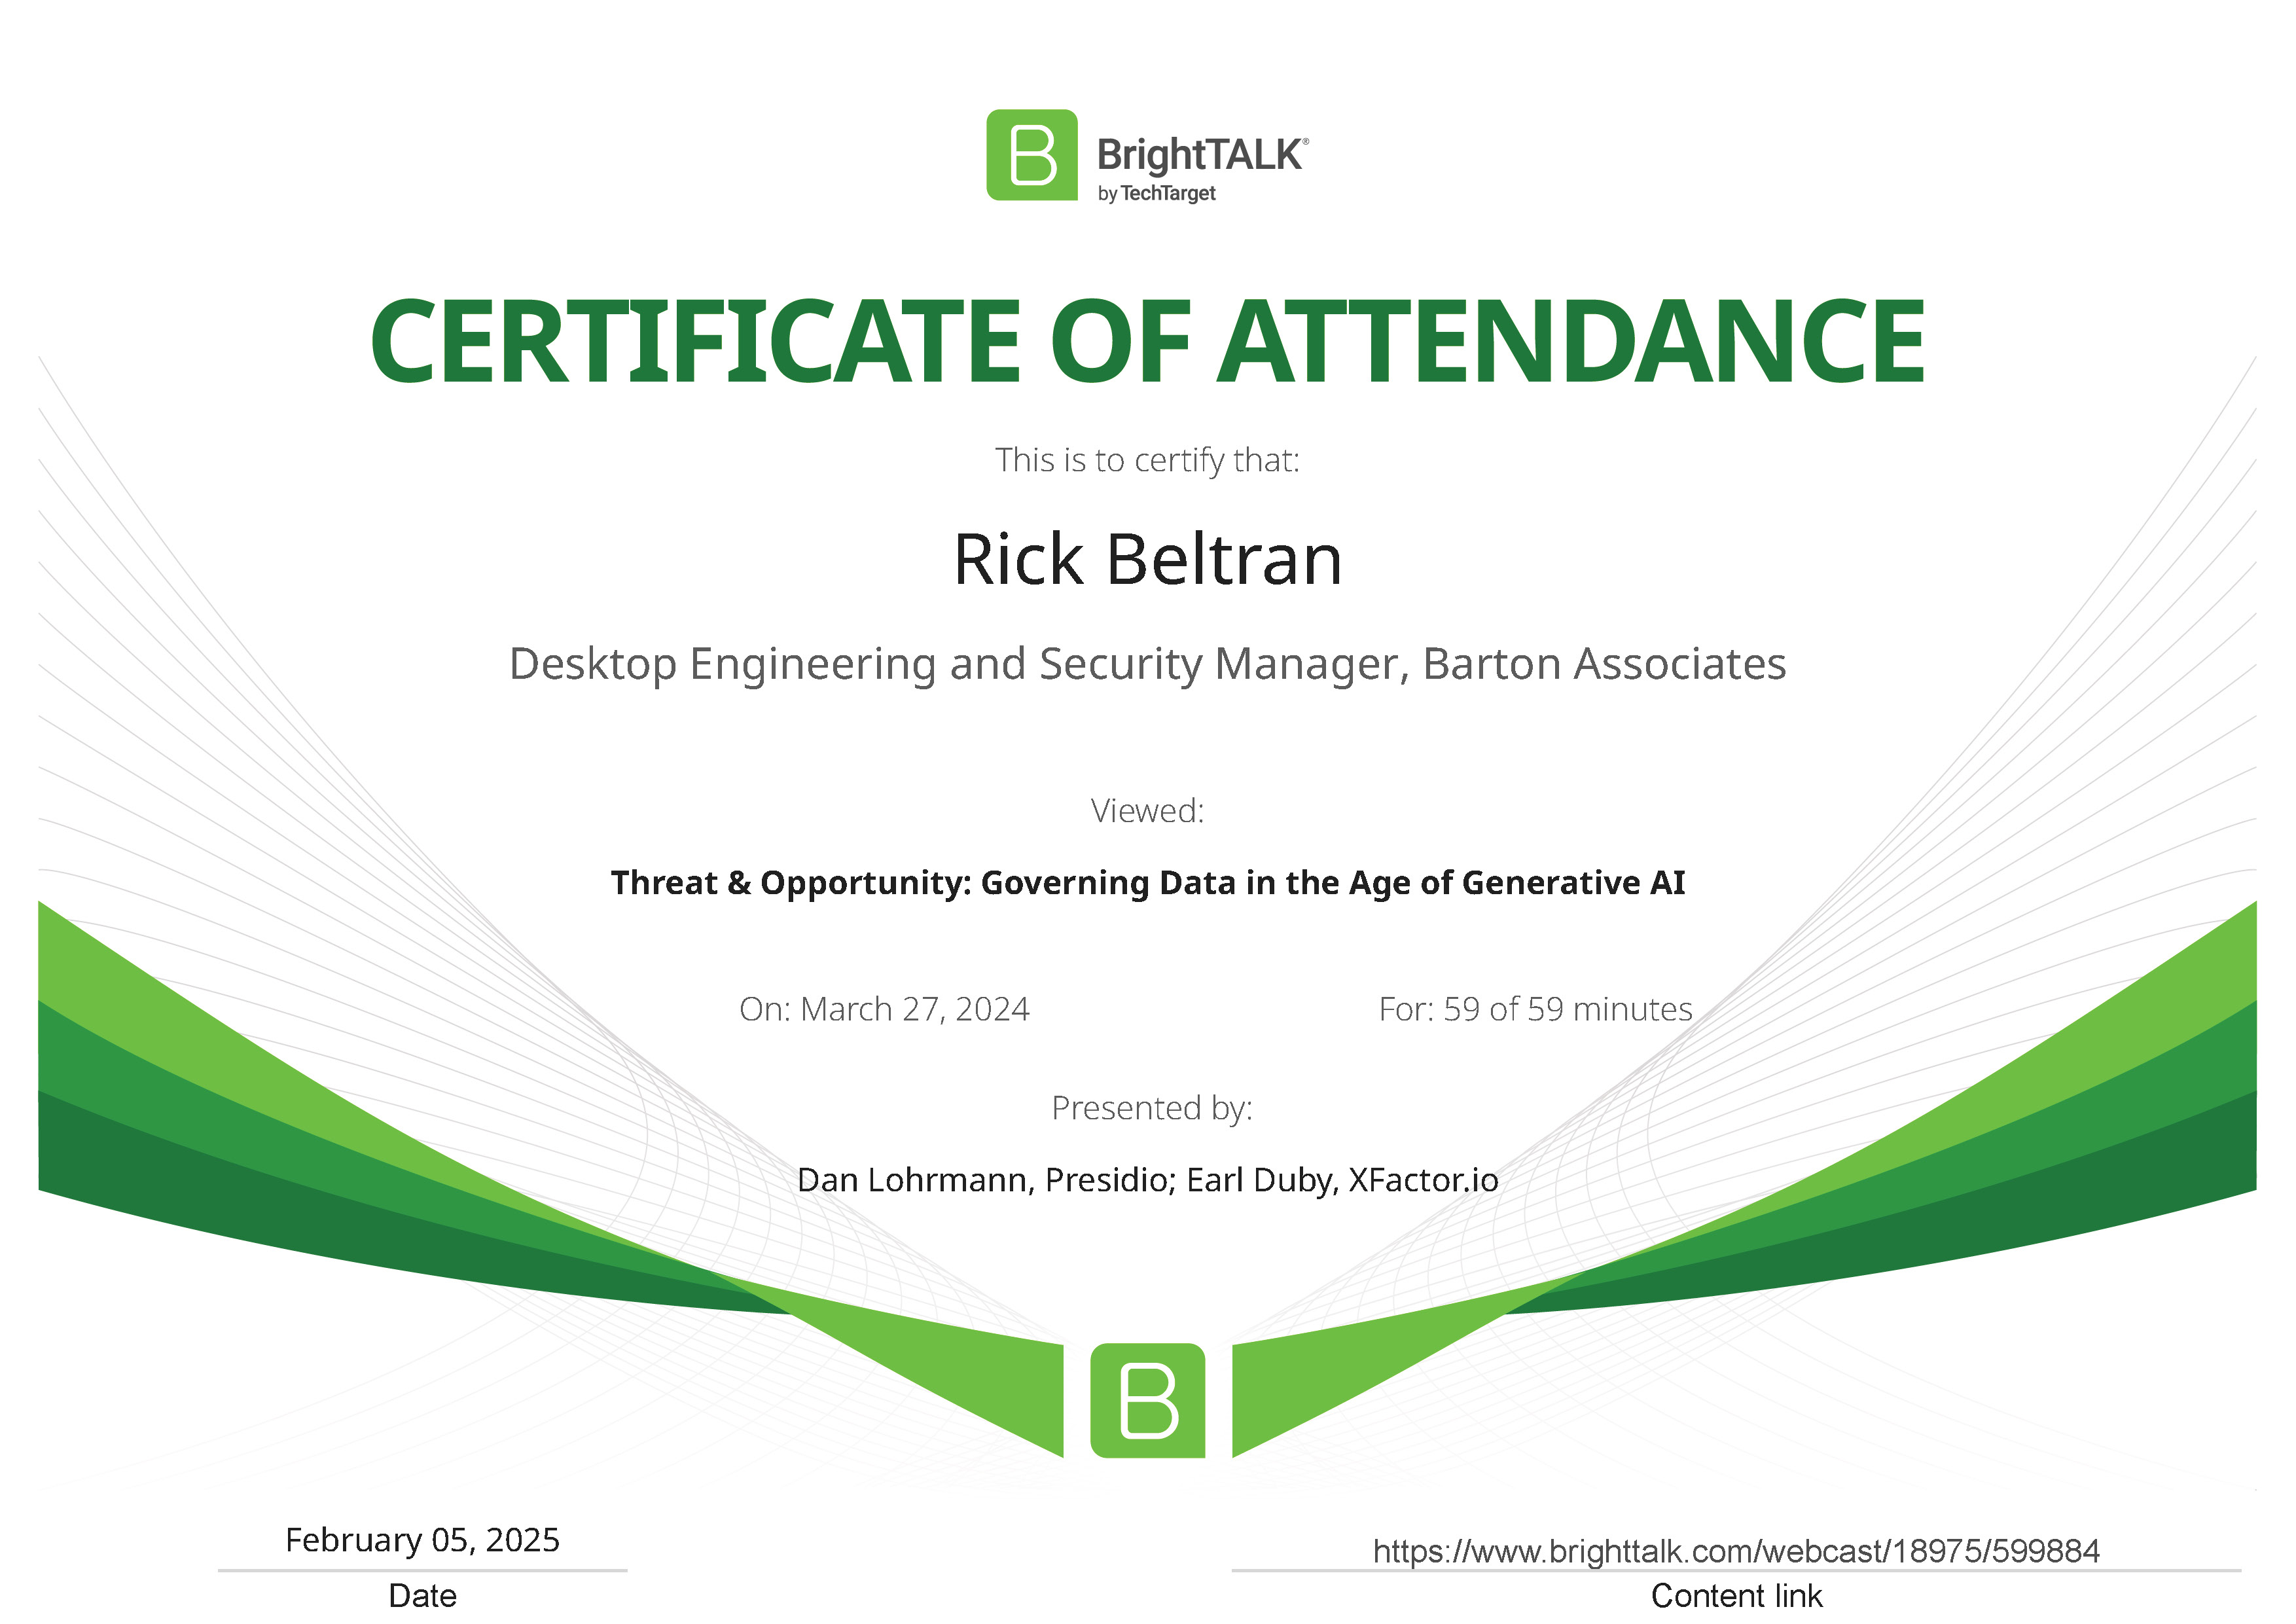 B BrightTALK®
by TechTarget
CERTIFICATE OF ATTENDANCE
This is to certify that:
Rick Beltran
Desktop Engineering and Security Manager, Barton Associates
Viewed:
Threat & Opportunity: Governing Data in the Age of Generative AI
On: March 27, 2024 For: 59 of 59 minutes
Presented by:
Dan Lohrmann, Presidio; Earl Duby, XFactor.io
B
February 05, 2025 https://www.brighttalk.com/webcast/18975/599884
Date Content link